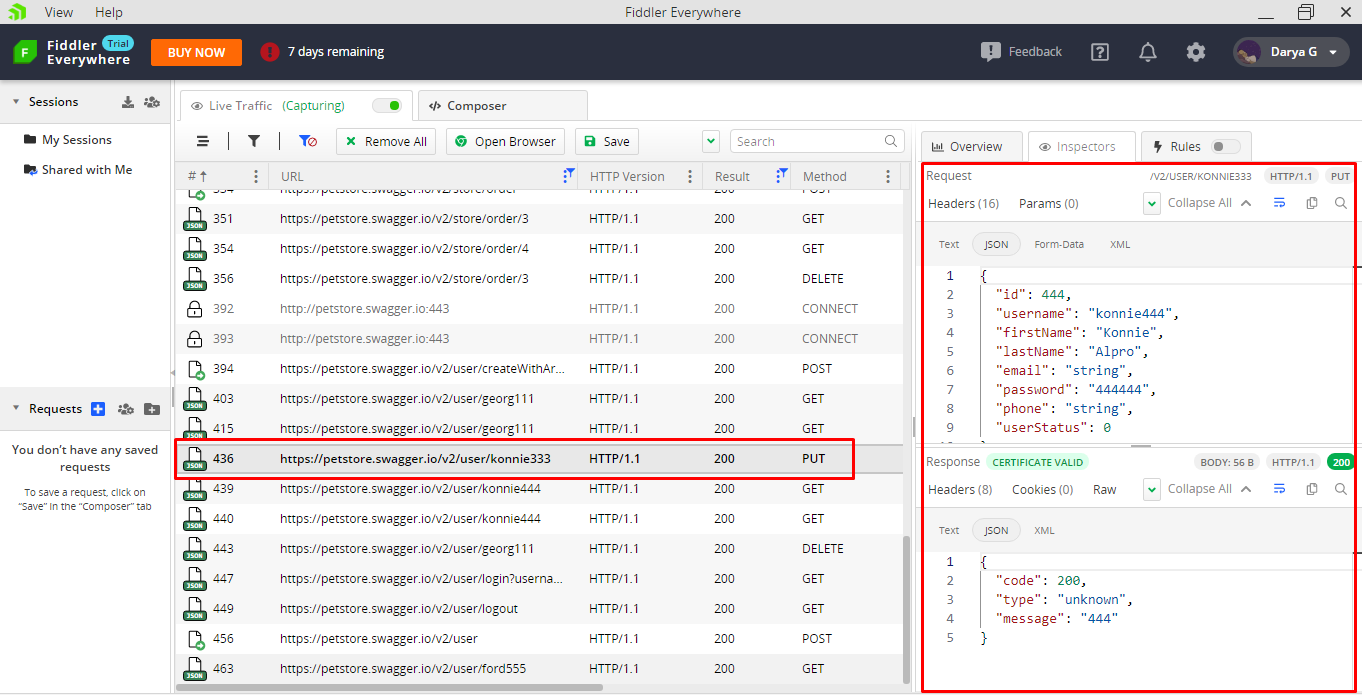 View Help Fiddler Everywhere
Fiddler Trial
Everywhere
BUY NOW
7 days remaining
Feedback
Darya G
Sessions
My Sessions
Shared with Me
Requests
You don't have any saved
requests
To save a request, click on
"Save" in the "Composer" tab
Live Traffic (Capturing)
Composer
Remove All Open Browser Save Search
# URL HTTP Version Result Method
351 https://petstore.swagger.io/v2/store/order/3 HTTP/1.1 200 GET
354 https://petstore.swagger.io/v2/store/order/4 HTTP/1.1 200 GET
356 https://petstore.swagger.io/v2/store/order/3 HTTP/1.1 200 DELETE
392 http://petstore.swagger.io:443 HTTP/1.1 200 CONNECT
393 http://petstore.swagger.io:443 HTTP/1.1 200 CONNECT
394 https://petstore.swagger.io/v2/user/createWithAr... HTTP/1.1 200 POST
403 https://petstore.swagger.io/v2/user/georg111 HTTP/1.1 200 GET
415 https://petstore.swagger.io/v2/user/georg111 HTTP/1.1 200 GET
436 https://petstore.swagger.io/v2/user/konnie333 HTTP/1.1 200 PUT
439 https://petstore.swagger.io/v2/user/konnie444 HTTP/1.1 200 GET
440 https://petstore.swagger.io/v2/user/konnie444 HTTP/1.1 200 GET
443 https://petstore.swagger.io/v2/user/georg111 HTTP/1.1 200 DELETE
447 https://petstore.swagger.io/v2/user/login?userna... HTTP/1.1 200 GET
449 https://petstore.swagger.io/v2/user/logout HTTP/1.1 200 GET
456 https://petstore.swagger.io/v2/user HTTP/1.1 200 POST
463 https://petstore.swagger.io/v2/user/ford555 HTTP/1.1 200 GET
Overview Inspectors Rules
Request /V2/USER/KONNIE333 HTTP/1.1 PUT
Headers (16) Params (0) Collapse All
Text JSON Form-Data XML
1 {
2 "id": 444,
3 "username": "konnie444",
4 "firstName": "Konnie",
5 "lastName": "Alpro",
6 "email": "string",
7 "password": "444444",
8 "phone": "string",
9 "userStatus": 0
Response CERTIFICATE VALID BODY: 56 B HTTP/1.1 200
Headers (8) Cookies (0) Raw Collapse All
Text JSON XML
1 {
2 "code": 200,
3 "type": "unknown",
4 "message": "444"
5 }